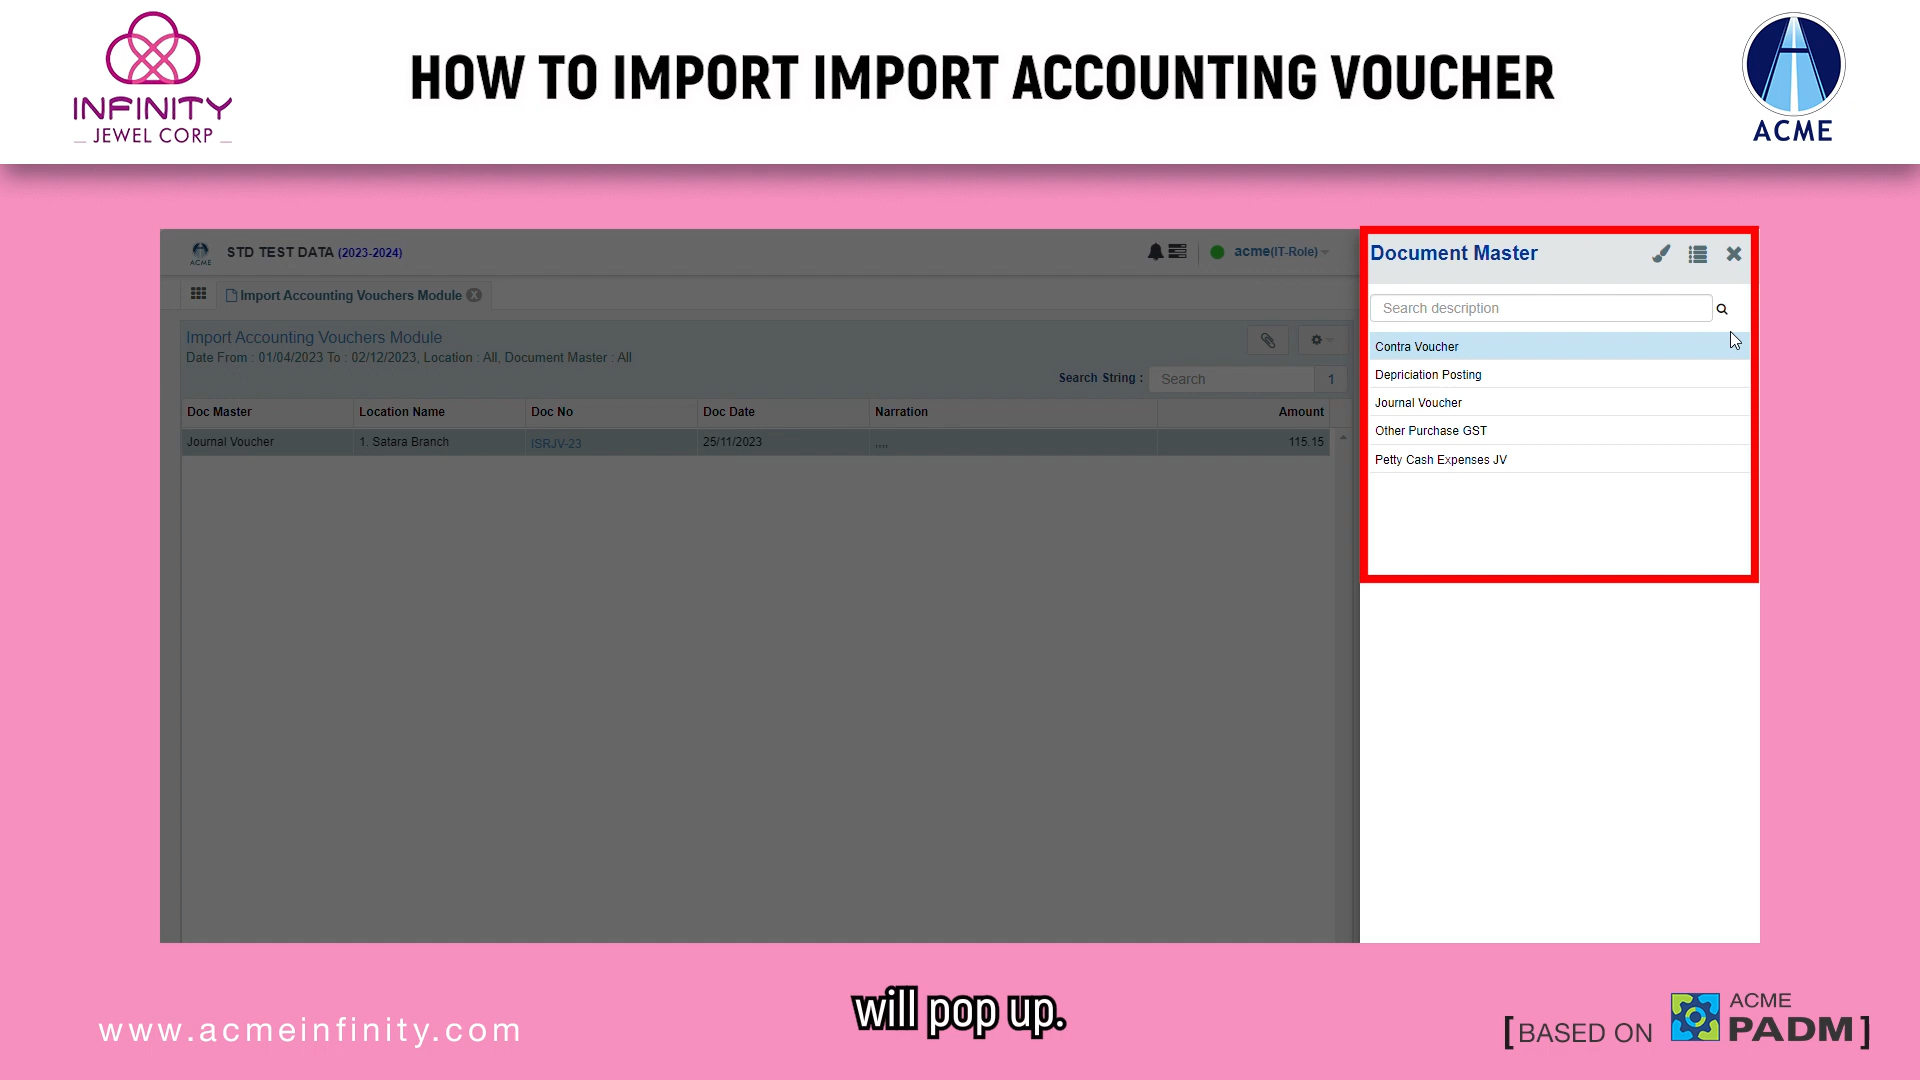 INFINITY
JEWEL CORP
HOW TO IMPORT IMPORT ACCOUNTING VOUCHER
ACME
ACME
STD TEST DATA (2023-2024)
acme(IT-Role)
Import Accounting Vouchers Module
Import Accounting Vouchers Module
Date From : 01/04/2023 To : 02/12/2023, Location : All, Document Master : All
Search String : Search 1
Doc Master Location Name Doc No Doc Date Narration Amount
Journal Voucher 1. Satara Branch ISRJV-23 25/11/2023 ,,,, 115.15
Document Master
Search description
Contra Voucher
Depriciation Posting
Journal Voucher
Other Purchase GST
Petty Cash Expenses JV
will pop up.
www.acmeinfinity.com
[BASED ON ACME PADM]